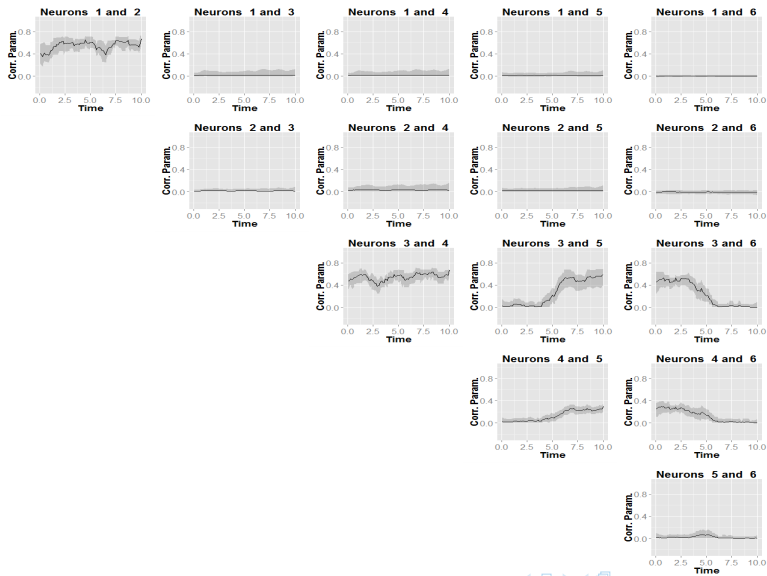 Neurons 1 and 2
Neurons 1 and 3
Neurons 1 and 4
Neurons 1 and 5
Neurons 1 and 6
Corr. Param.
0.8
0.4
0.0
0.0 2.5 5.0 7.5 10.0
Time
Corr. Param.
0.8
0.4
0.0
0.0 2.5 5.0 7.5 10.0
Time
Corr. Param.
0.8
0.4
0.0
0.0 2.5 5.0 7.5 10.0
Time
Corr. Param.
0.8
0.4
0.0
0.0 2.5 5.0 7.5 10.0
Time
Corr. Param.
0.8
0.4
0.0
0.0 2.5 5.0 7.5 10.0
Time
Neurons 2 and 3
Neurons 2 and 4
Neurons 2 and 5
Neurons 2 and 6
Corr. Param.
0.8
0.4
0.0
0.0 2.5 5.0 7.5 10.0
Time
Corr. Param.
0.8
0.4
0.0
0.0 2.5 5.0 7.5 10.0
Time
Corr. Param.
0.8
0.4
0.0
0.0 2.5 5.0 7.5 10.0
Time
Corr. Param.
0.8
0.4
0.0
0.0 2.5 5.0 7.5 10.0
Time
Neurons 3 and 4
Neurons 3 and 5
Neurons 3 and 6
Corr. Param.
0.8
0.4
0.0
0.0 2.5 5.0 7.5 10.0
Time
Corr. Param.
0.8
0.4
0.0
0.0 2.5 5.0 7.5 10.0
Time
Corr. Param.
0.8
0.4
0.0
0.0 2.5 5.0 7.5 10.0
Time
Neurons 4 and 5
Neurons 4 and 6
Corr. Param.
0.8
0.4
0.0
0.0 2.5 5.0 7.5 10.0
Time
Corr. Param.
0.8
0.4
0.0
0.0 2.5 5.0 7.5 10.0
Time
Neurons 5 and 6
Corr. Param.
0.8
0.4
0.0
0.0 2.5 5.0 7.5 10.0
Time